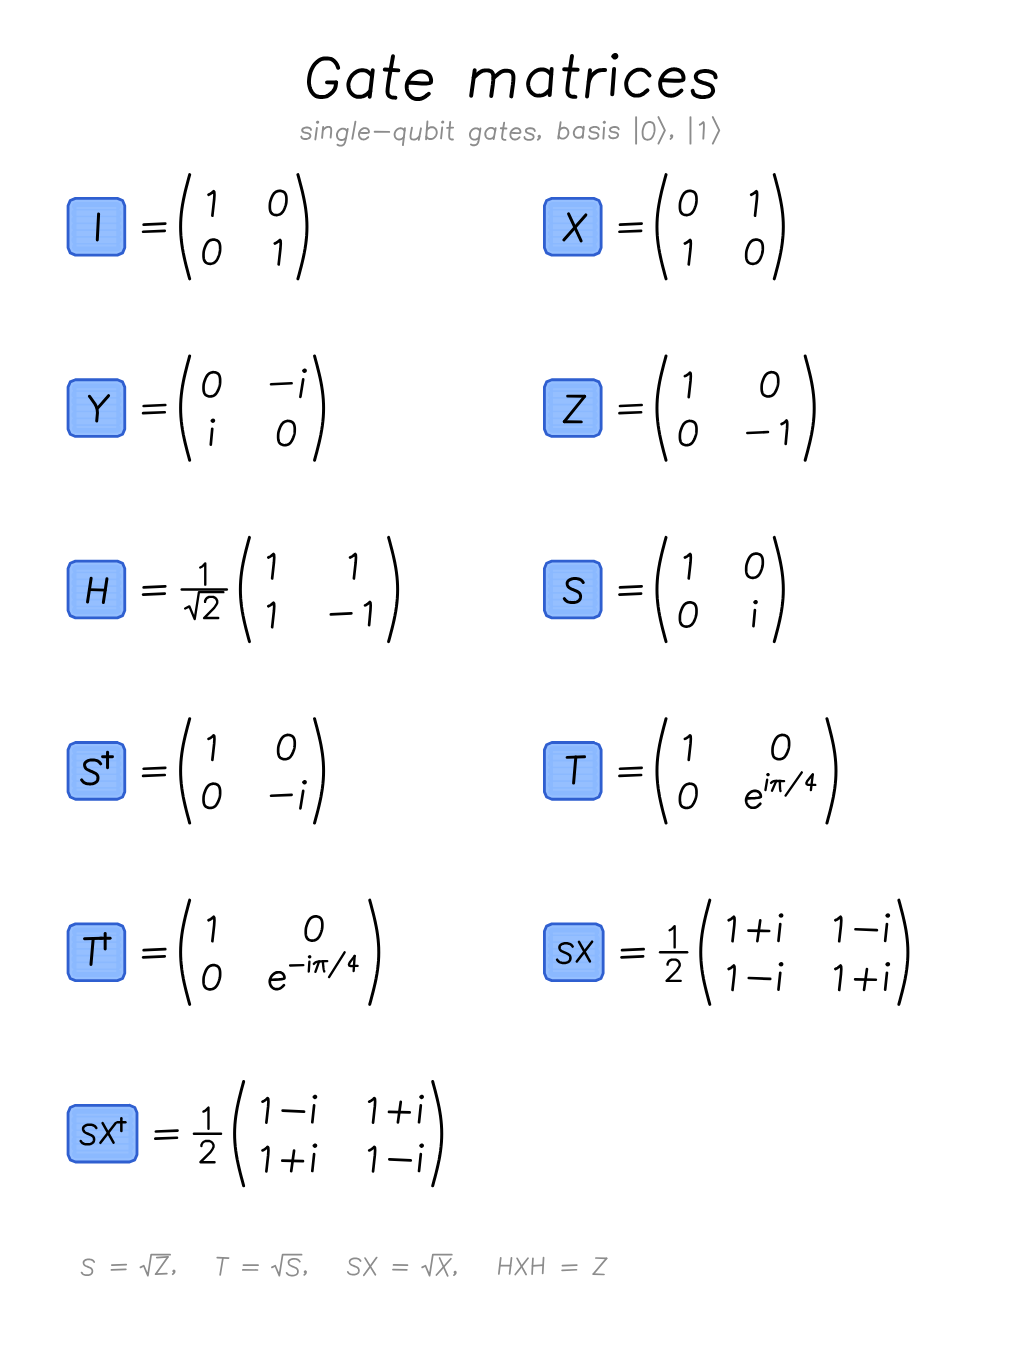 Gate matrices
single-qubit gates, basis |0⟩, |1⟩
I = ( 1 0 ; 0 1 )
X = ( 0 1 ; 1 0 )
Y = ( 0 −i ; i 0 )
Z = ( 1 0 ; 0 −1 )
H = 1/√2 ( 1 1 ; 1 −1 )
S = ( 1 0 ; 0 i )
S† = ( 1 0 ; 0 −i )
T = ( 1 0 ; 0 e^{iπ/4} )
T† = ( 1 0 ; 0 e^{−iπ/4} )
SX = 1/2 ( 1+i 1−i ; 1−i 1+i )
SX† = 1/2 ( 1−i 1+i ; 1+i 1−i )
S = √Z, T = √S, SX = √X, HXH = Z